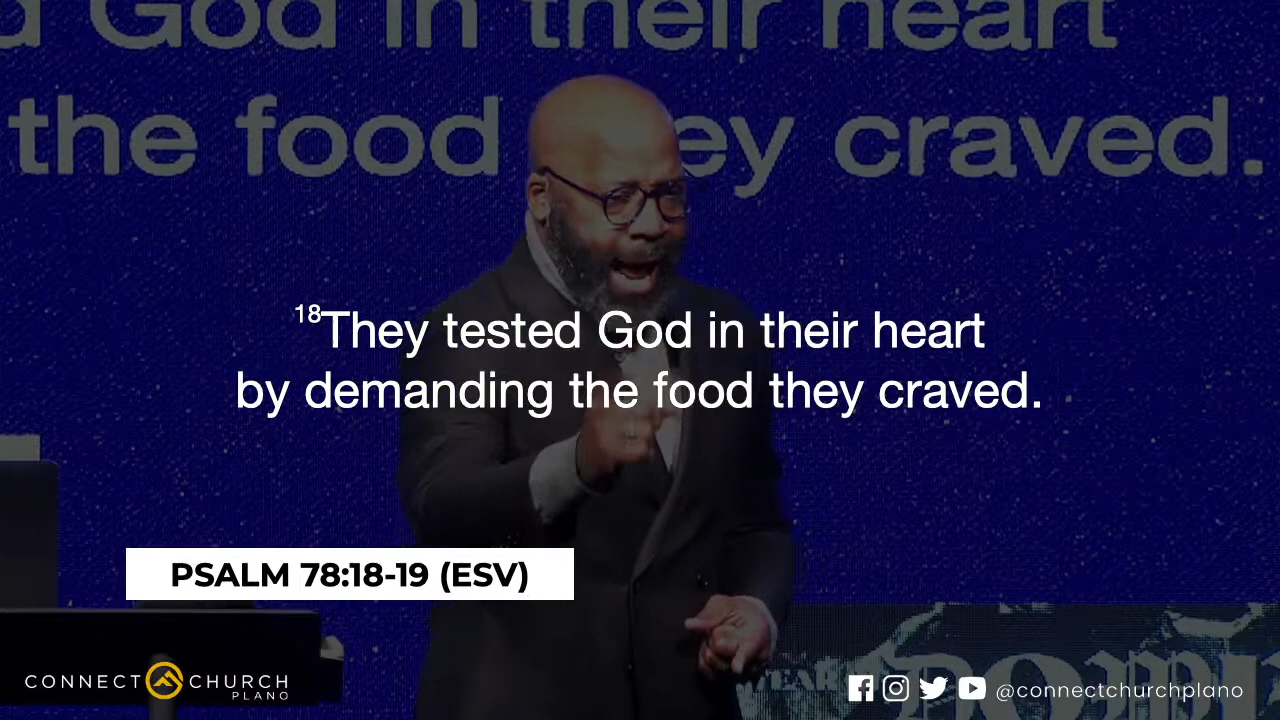 d God in their heart
the food ey craved.
18They tested God in their heart
by demanding the food they craved.
PSALM 78:18-19 (ESV)
CONNECT CHURCH
PLANO
@connectchurchplano